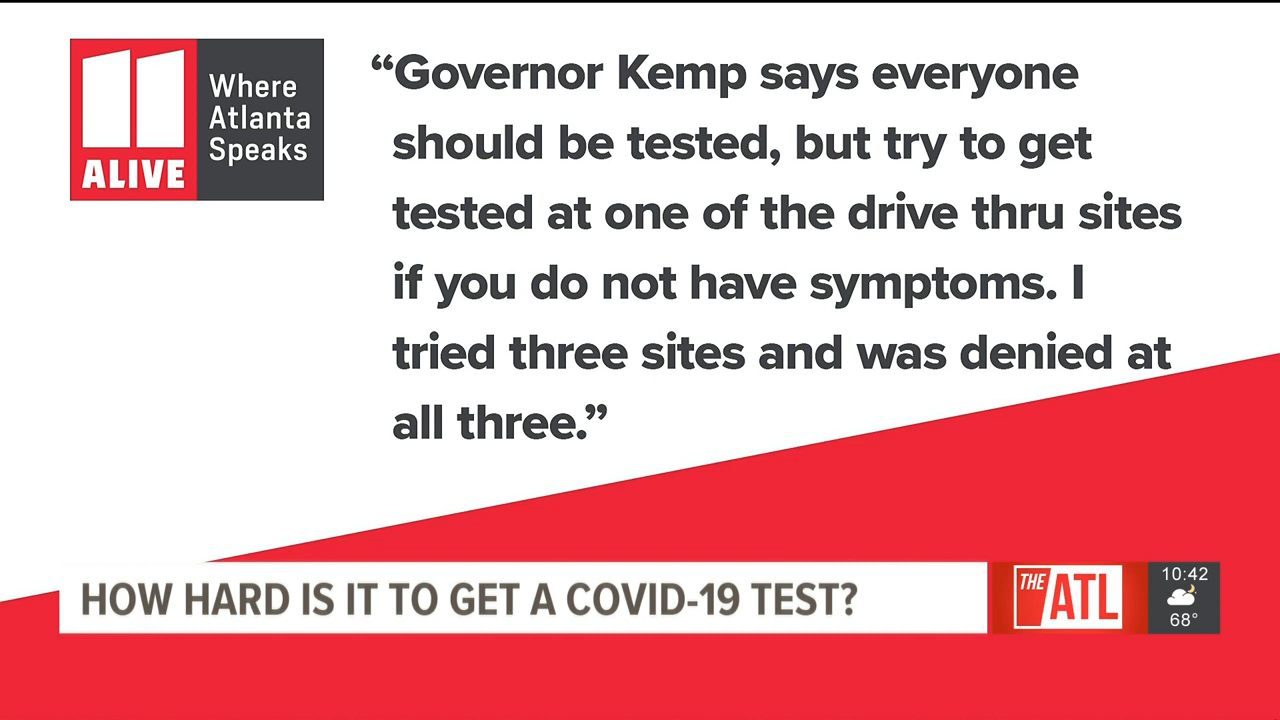 11
ALIVE
Where
Atlanta
Speaks
“Governor Kemp says everyone
should be tested, but try to get
tested at one of the drive thru sites
if you do not have symptoms. I
tried three sites and was denied at
all three.”
HOW HARD IS IT TO GET A COVID-19 TEST?
THE ATL
10:42
68°